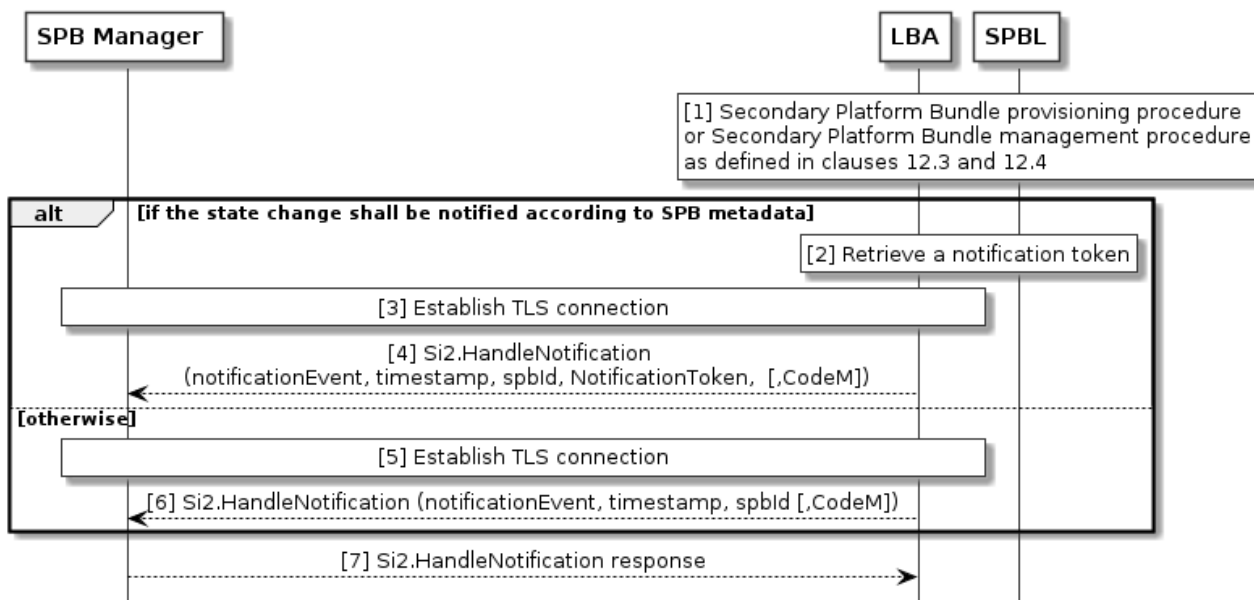 SPB Manager
LBA
SPBL
[1] Secondary Platform Bundle provisioning procedure
or Secondary Platform Bundle management procedure
as defined in clauses 12.3 and 12.4
alt
[if the state change shall be notified according to SPB metadata]
[2] Retrieve a notification token
[3] Establish TLS connection
[4] Si2.HandleNotification
(notificationEvent, timestamp, spbId, NotificationToken,  [,CodeM])
[otherwise]
[5] Establish TLS connection
[6] Si2.HandleNotification (notificationEvent, timestamp, spbId [,CodeM])
[7] Si2.HandleNotification response